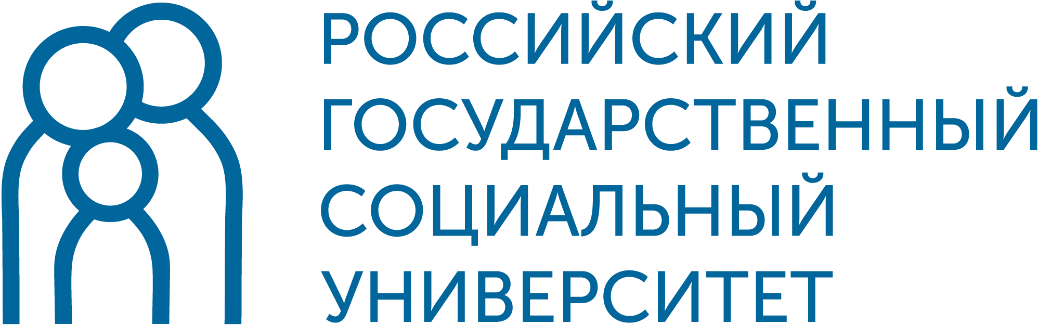 РОССИЙСКИЙ
ГОСУДАРСТВЕННЫЙ
СОЦИАЛЬНЫЙ
УНИВЕРСИТЕТ